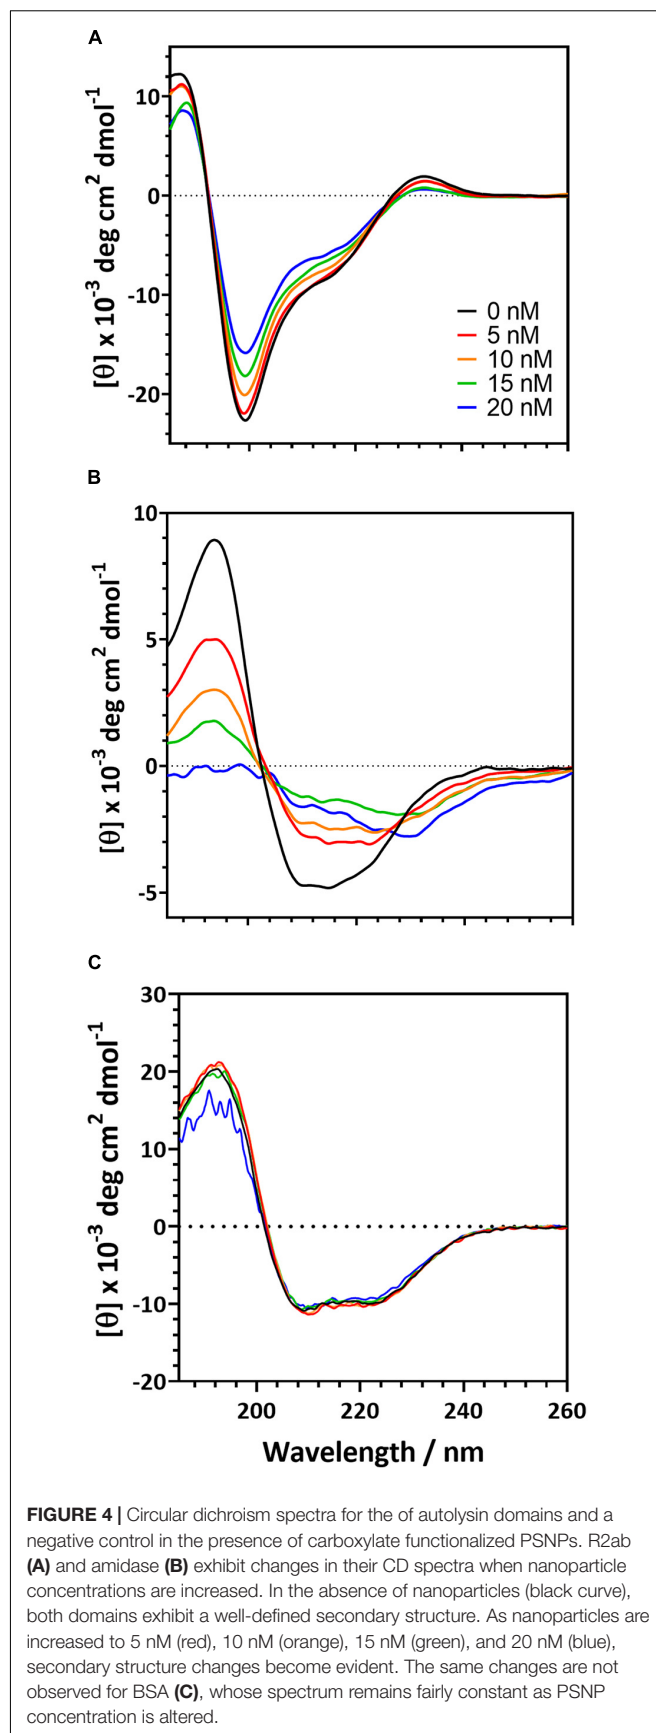 A
[θ] x 10⁻³ deg cm² dmol⁻¹
10
0
-10
-20
0 nM
5 nM
10 nM
15 nM
20 nM
B
[θ] x 10⁻³ deg cm² dmol⁻¹
10
5
0
-5
C
[θ] x 10⁻³ deg cm² dmol⁻¹
30
20
10
0
-10
-20
200 220 240 260
Wavelength / nm
FIGURE 4 | Circular dichroism spectra for the of autolysin domains and a
negative control in the presence of carboxylate functionalized PSNPs. R2ab
(A) and amidase (B) exhibit changes in their CD spectra when nanoparticle
concentrations are increased. In the absence of nanoparticles (black curve),
both domains exhibit a well-defined secondary structure. As nanoparticles are
increased to 5 nM (red), 10 nM (orange), 15 nM (green), and 20 nM (blue),
secondary structure changes become evident. The same changes are not
observed for BSA (C), whose spectrum remains fairly constant as PSNP
concentration is altered.